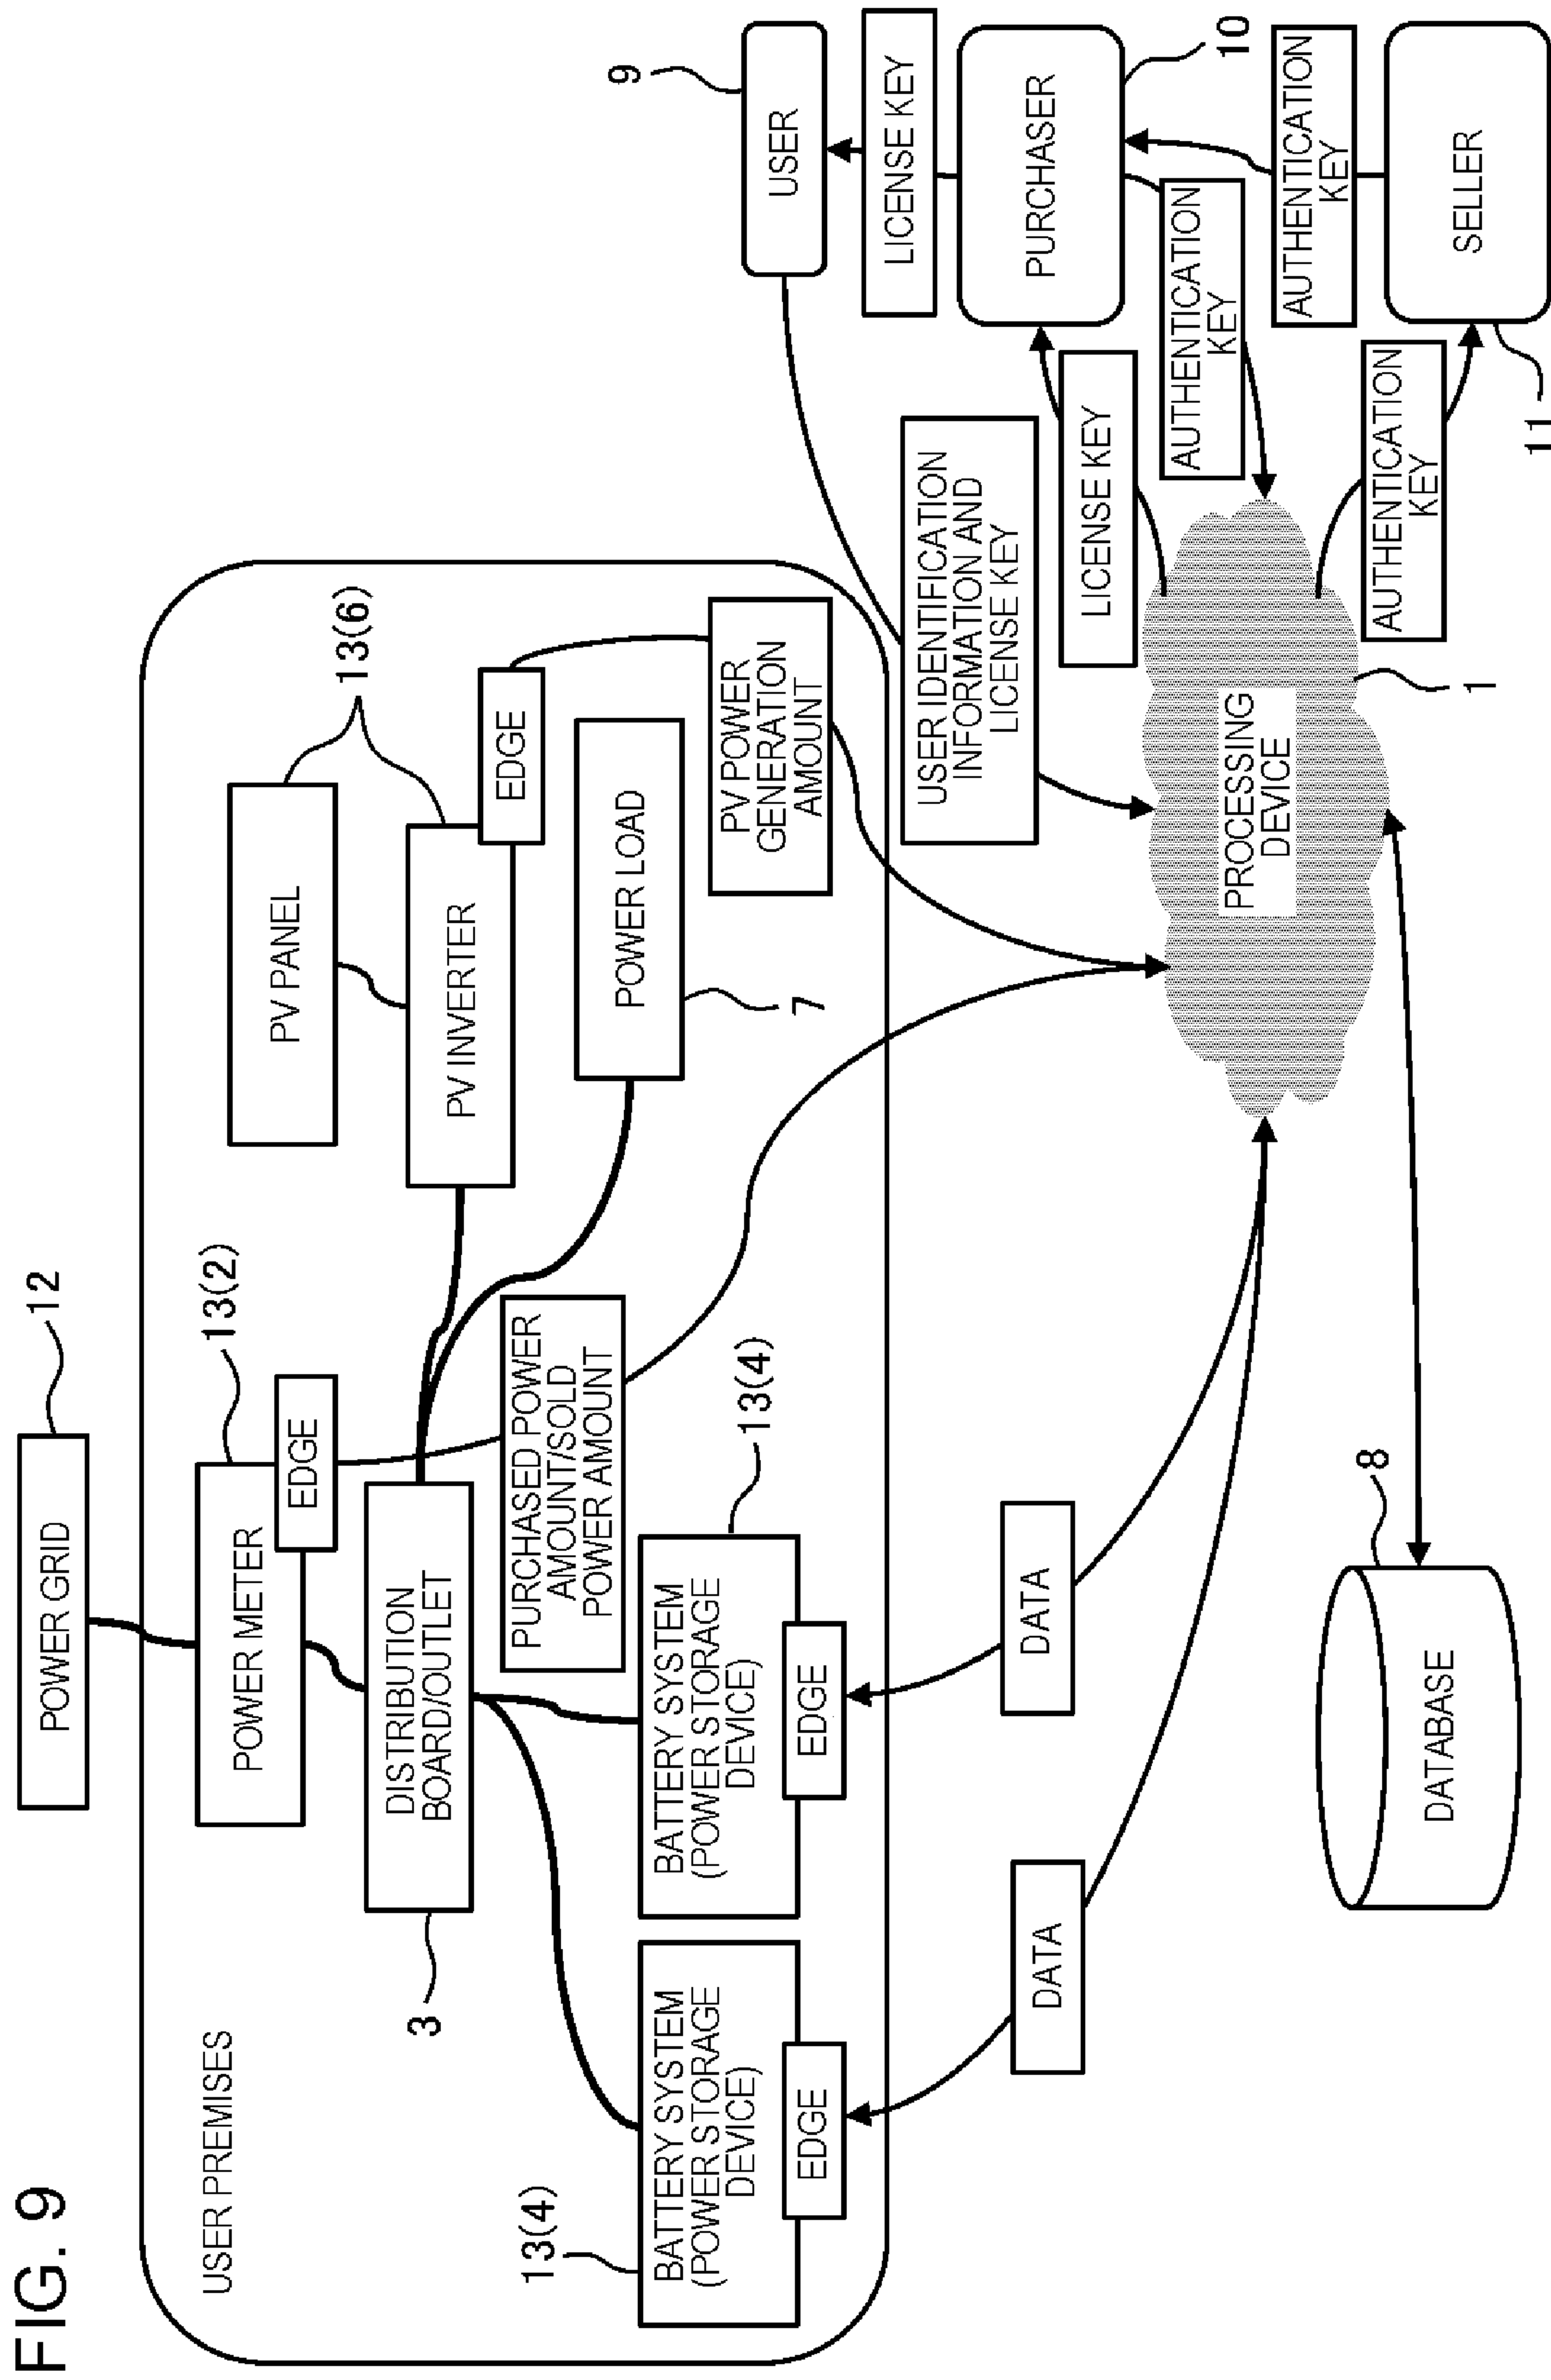 FIG. 9
USER PREMISES
POWER GRID
12
POWER METER
EDGE
13(2)
DISTRIBUTION
BOARD/OUTLET
3
PV PANEL
13(6)
PV INVERTER
EDGE
POWER LOAD
7
PURCHASED POWER
AMOUNT/SOLD
POWER AMOUNT
PV POWER
GENERATION
AMOUNT
13(4)
BATTERY SYSTEM
(POWER STORAGE
DEVICE)
EDGE
BATTERY SYSTEM
(POWER STORAGE
DEVICE)
EDGE
13(4)
DATA
DATA
DATABASE
8
PROCESSING
DEVICE
1
USER IDENTIFICATION
INFORMATION AND
LICENSE KEY
USER
9
LICENSE KEY
PURCHASER
10
LICENSE KEY
AUTHENTICATION
KEY
AUTHENTICATION
KEY
AUTHENTICATION
KEY
SELLER
11